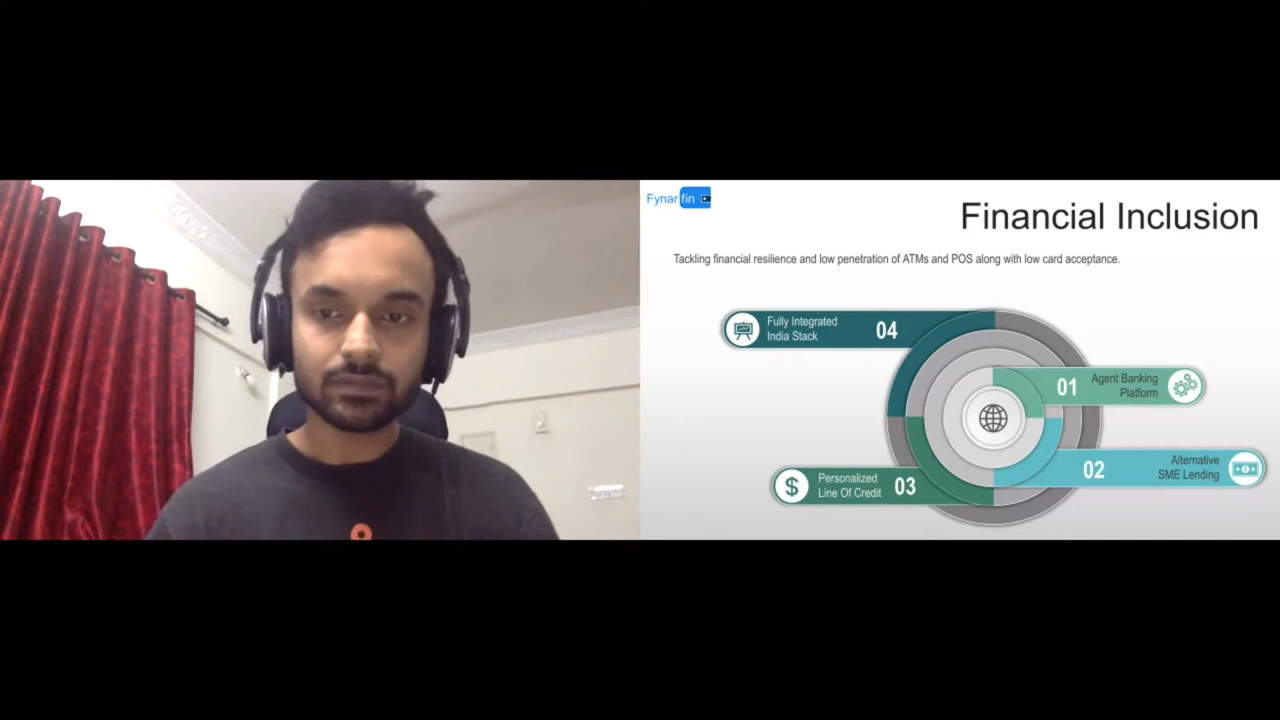 Fynarfin
Financial Inclusion
Tackling financial resilience and low penetration of ATMs and POS along with low card acceptance.
Fully Integrated
India Stack
04
01
Agent Banking
Platform
02
Alternative
SME Lending
Personalized
Line Of Credit
03
$